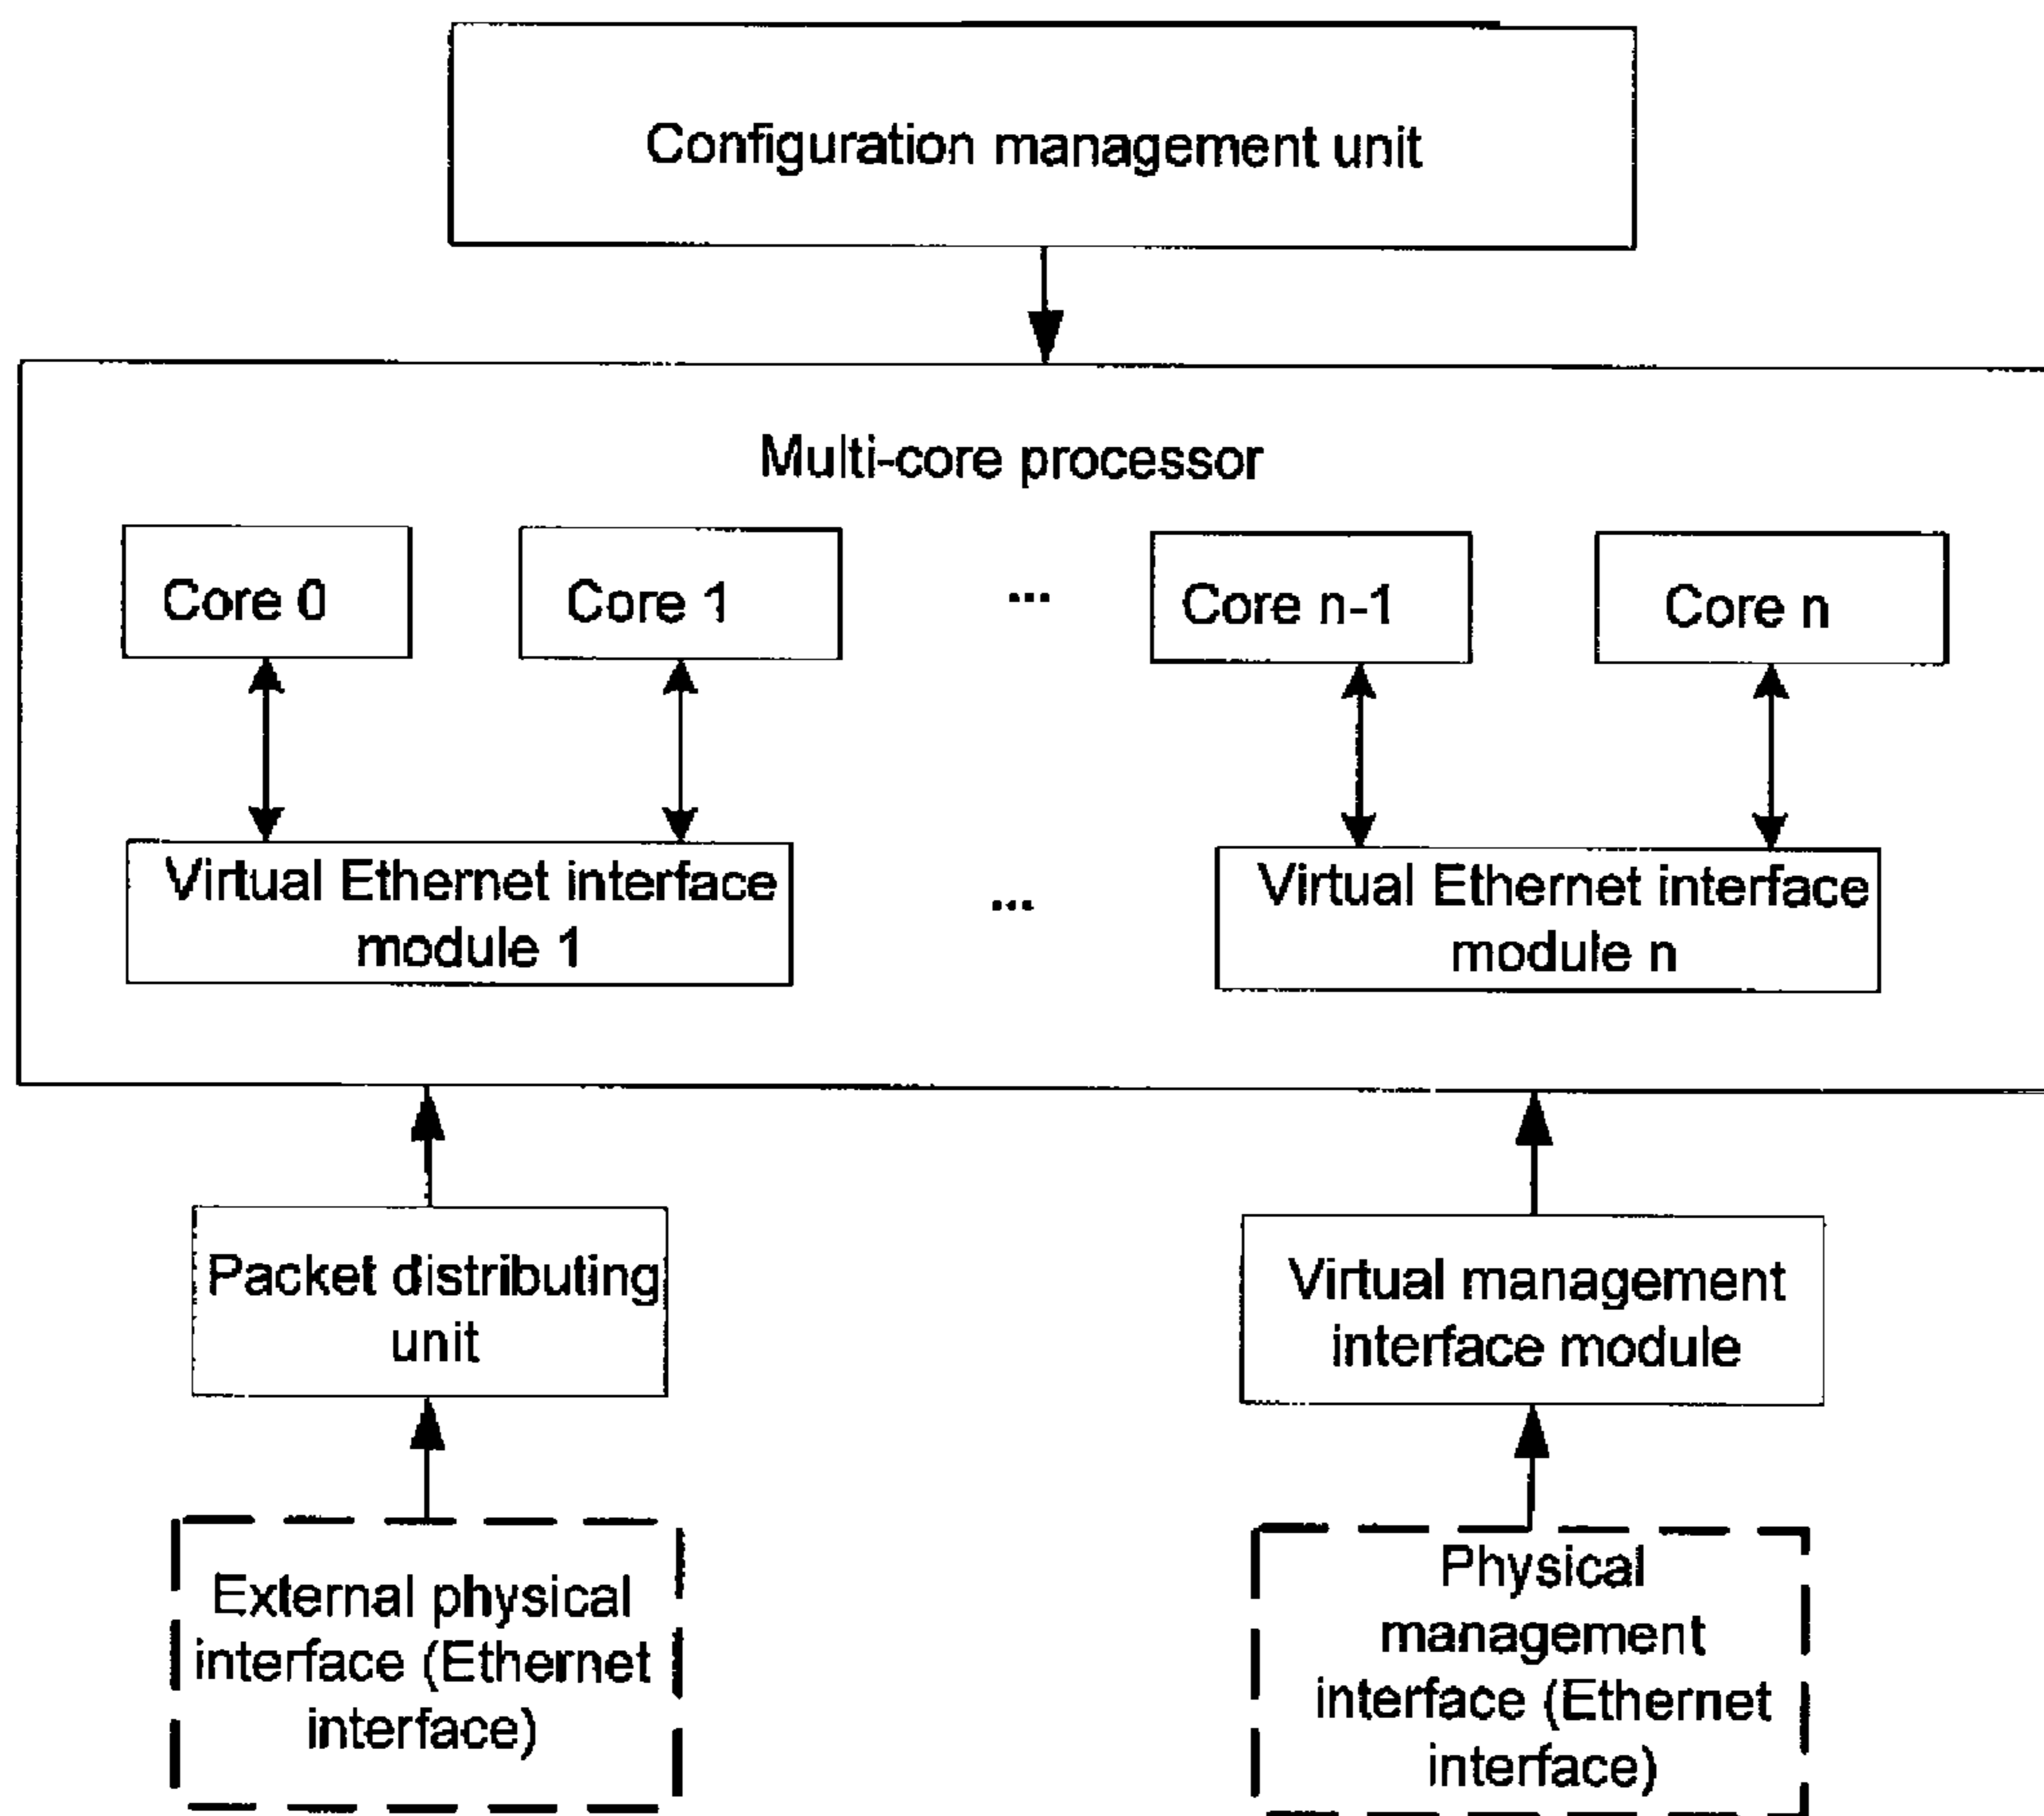 Configuration management unit
Multi-core processor
Core 0
Core 1
...
Core n-1
Core n
Virtual Ethernet interface
module 1
...
Virtual Ethernet interface
module n
Packet distributing
unit
Virtual management
interface module
External physical
interface (Ethernet
interface)
Physical
management
interface (Ethernet
interface)